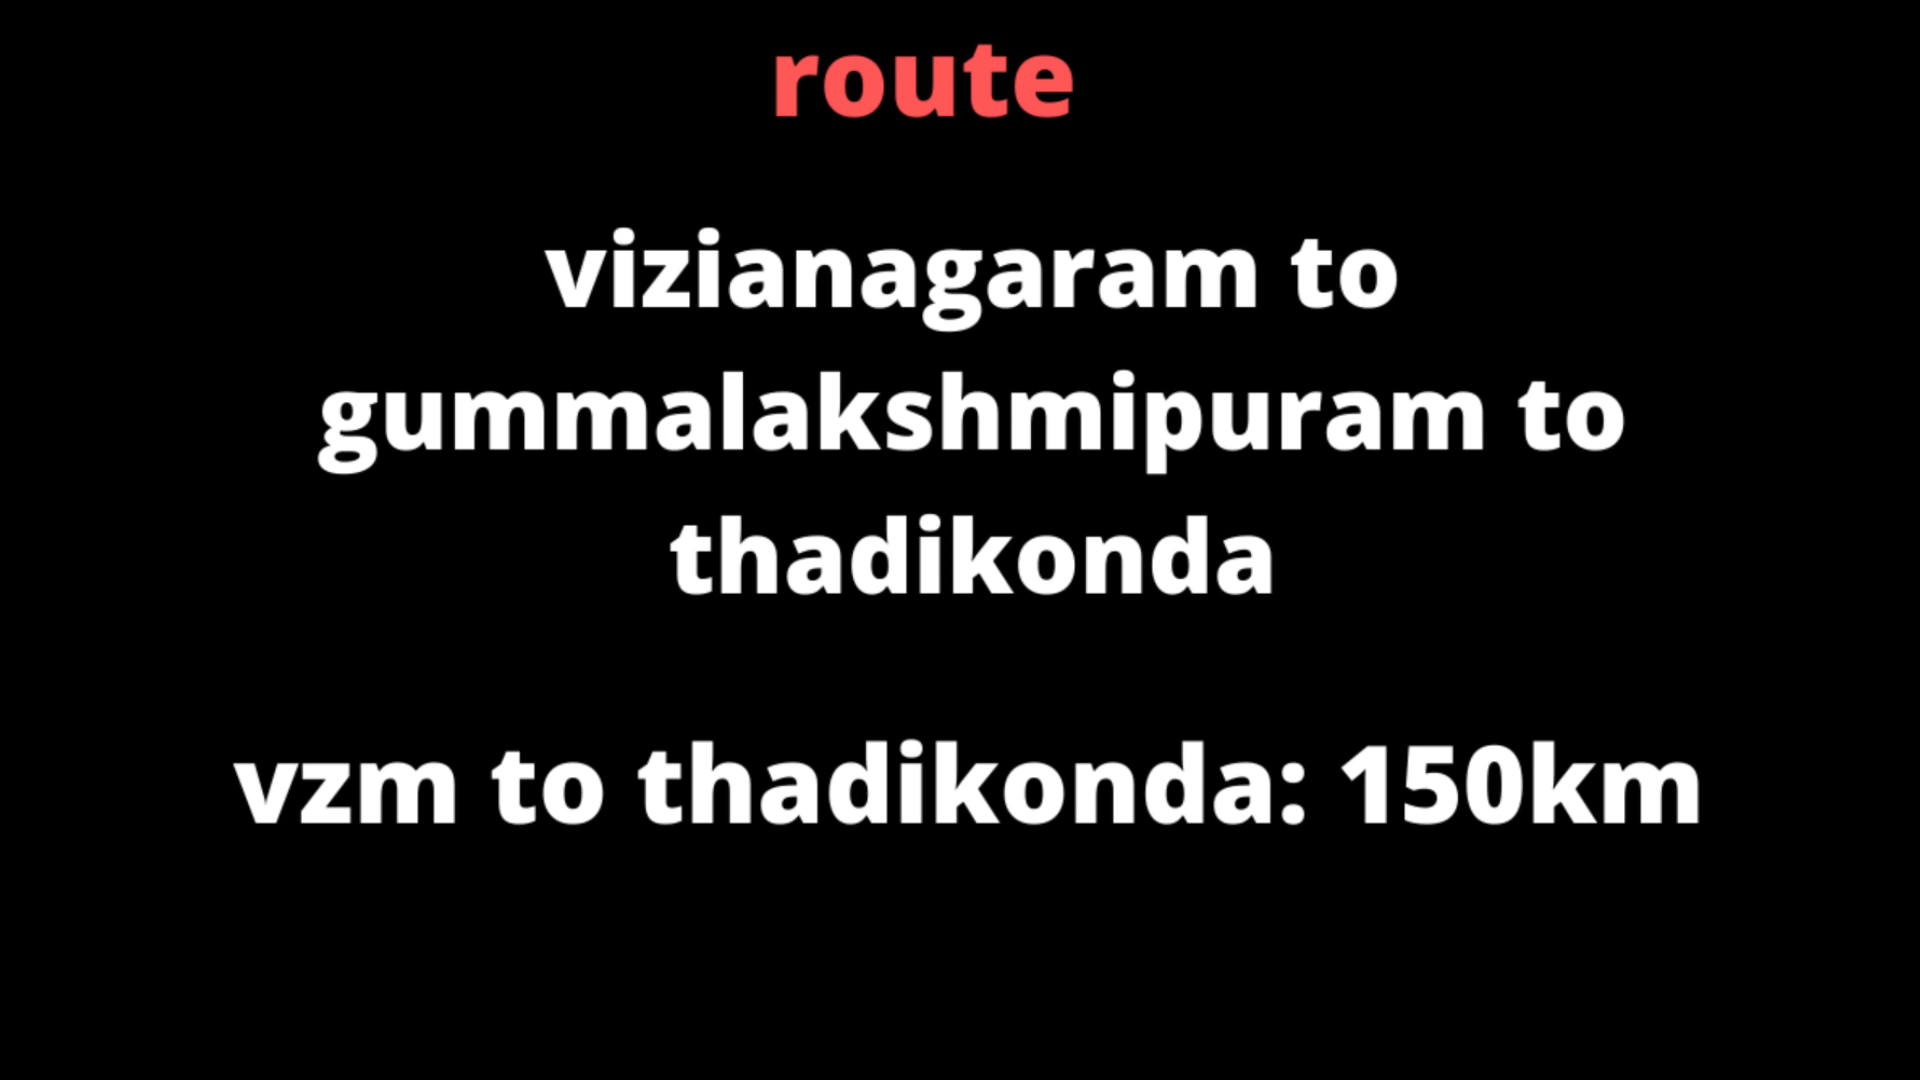 route
vizianagaram to
gummalakshmipuram to
thadikonda
vzm to thadikonda: 150km